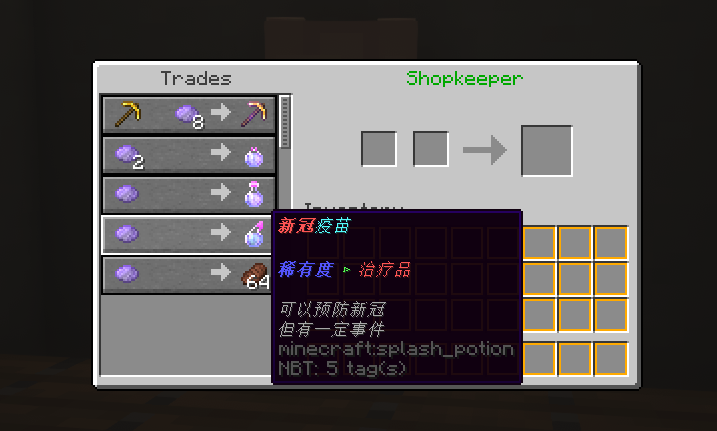 Trades
Shopkeeper
8
2
Inventory
新冠疫苗
稀有度 ▹ 治疗品
64
可以预防新冠
但有一定事件
minecraft:splash_potion
NBT: 5 tag(s)